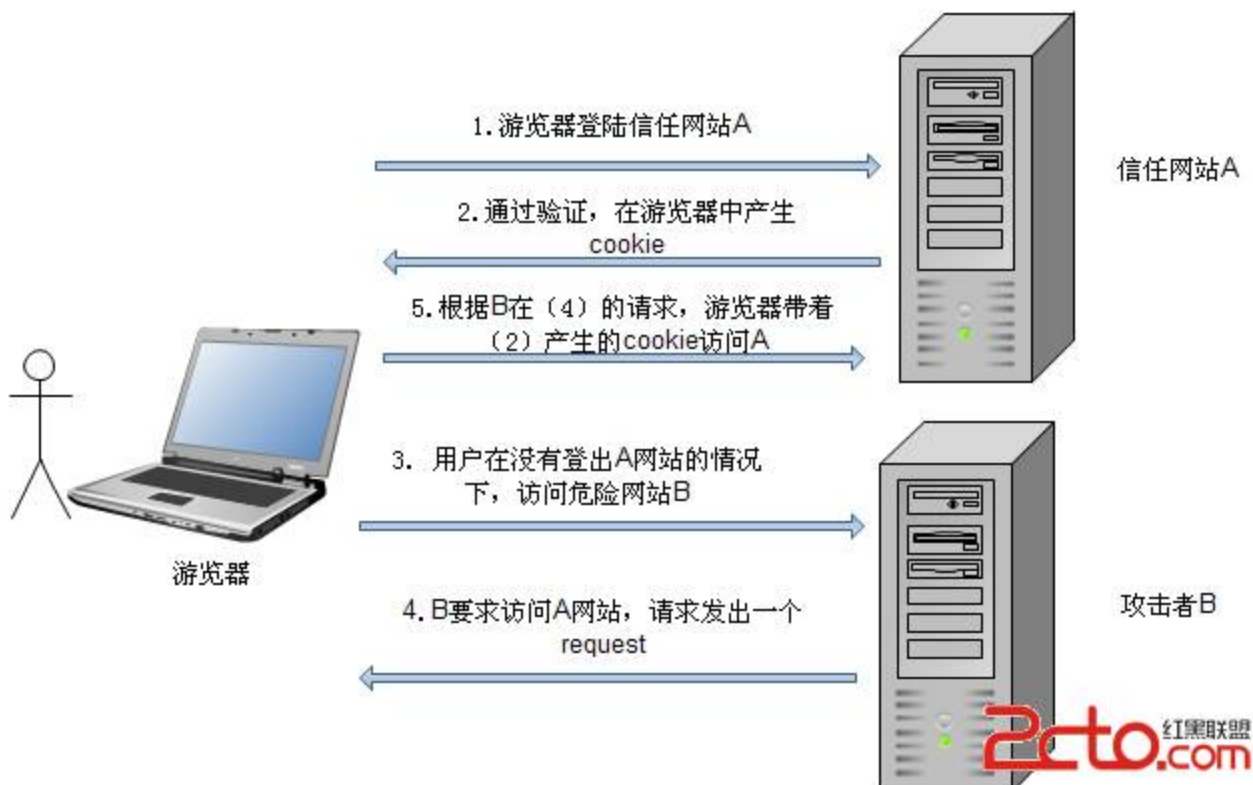 1.游览器登陆信任网站A
信任网站A
2.通过验证，在游览器中产生
cookie
5.根据B在（4）的请求，游览器带着
（2）产生的cookie访问A
3. 用户在没有登出A网站的情况
下，访问危险网站B
游览器
4.B要求访问A网站，请求发出一个
request
攻击者B
2cto.com
红黑联盟